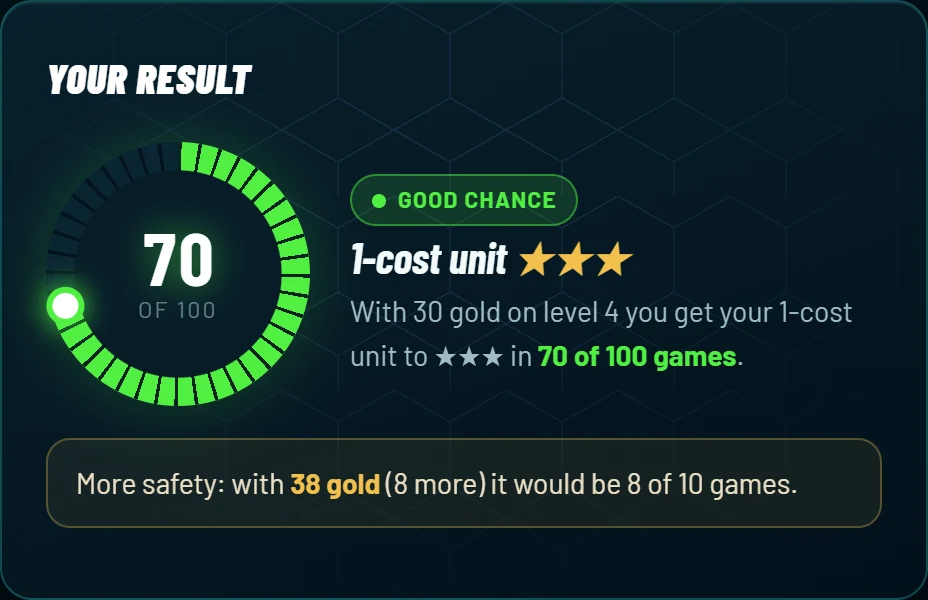 YOUR RESULT
70
OF 100
GOOD CHANCE
1-cost unit ★★★
With 30 gold on level 4 you get your 1-cost
unit to ★★★ in 70 of 100 games.
More safety: with 38 gold (8 more) it would be 8 of 10 games.